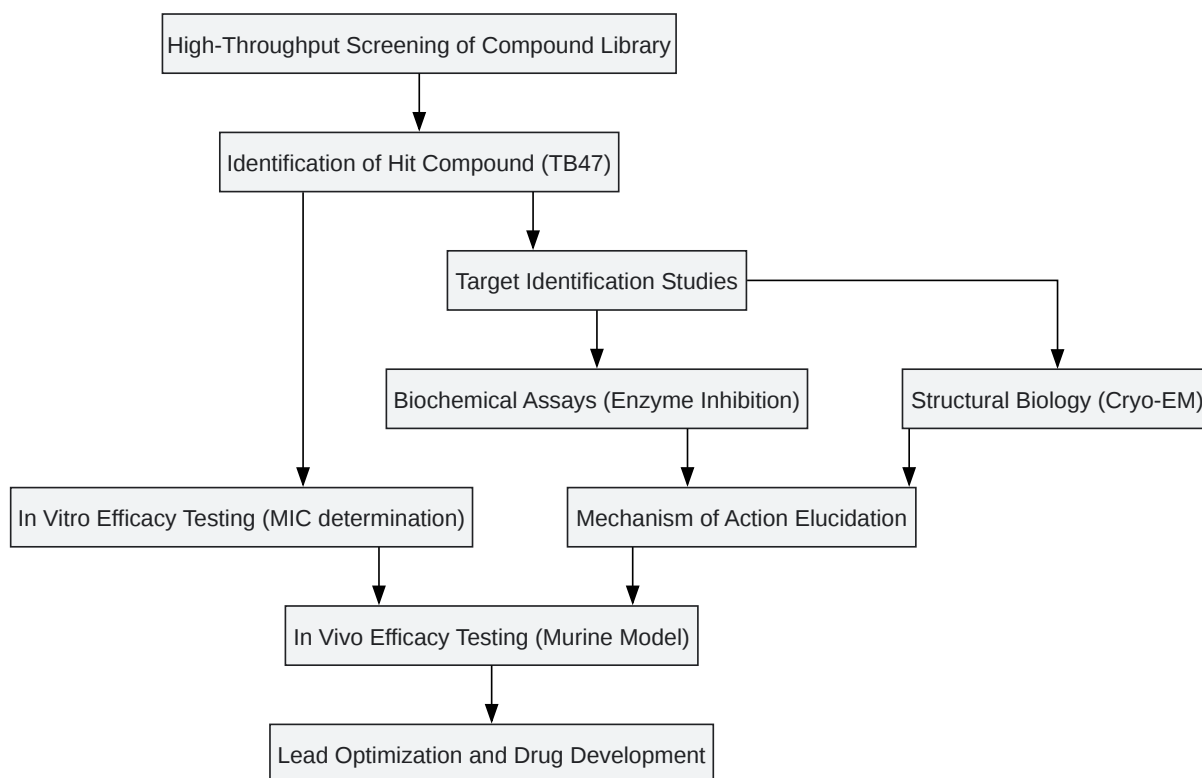 High-Throughput Screening of Compound Library
Identification of Hit Compound (TB47)
Target Identification Studies
Biochemical Assays (Enzyme Inhibition)
Structural Biology (Cryo-EM)
In Vitro Efficacy Testing (MIC determination)
Mechanism of Action Elucidation
In Vivo Efficacy Testing (Murine Model)
Lead Optimization and Drug Development